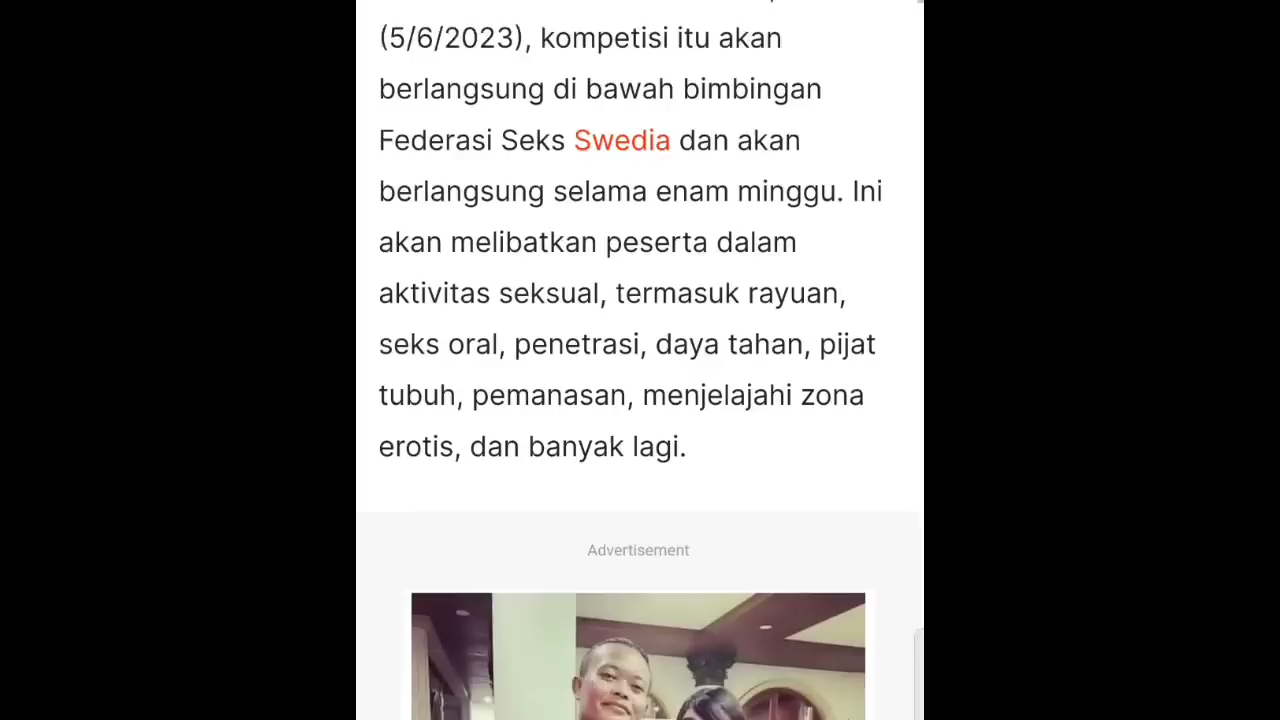 (5/6/2023), kompetisi itu akan
berlangsung di bawah bimbingan
Federasi Seks Swedia dan akan
berlangsung selama enam minggu. Ini
akan melibatkan peserta dalam
aktivitas seksual, termasuk rayuan,
seks oral, penetrasi, daya tahan, pijat
tubuh, pemanasan, menjelajahi zona
erotis, dan banyak lagi.
Advertisement